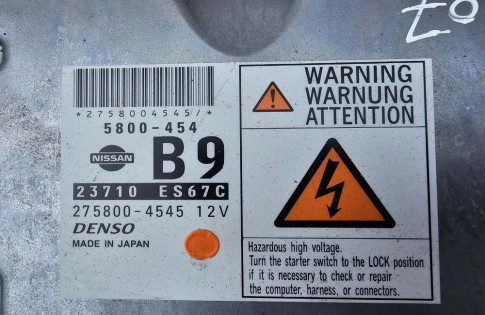 *2758004545/*
5800-454
NISSAN
B9
23710 ES67C
275800-4545 12V
DENSO
MADE IN JAPAN
WARNING
WARNUNG
ATTENTION
Hazardous high voltage.
Turn the starter switch to the LOCK position
if it is necessary to check or repair
the computer, harness, or connectors.